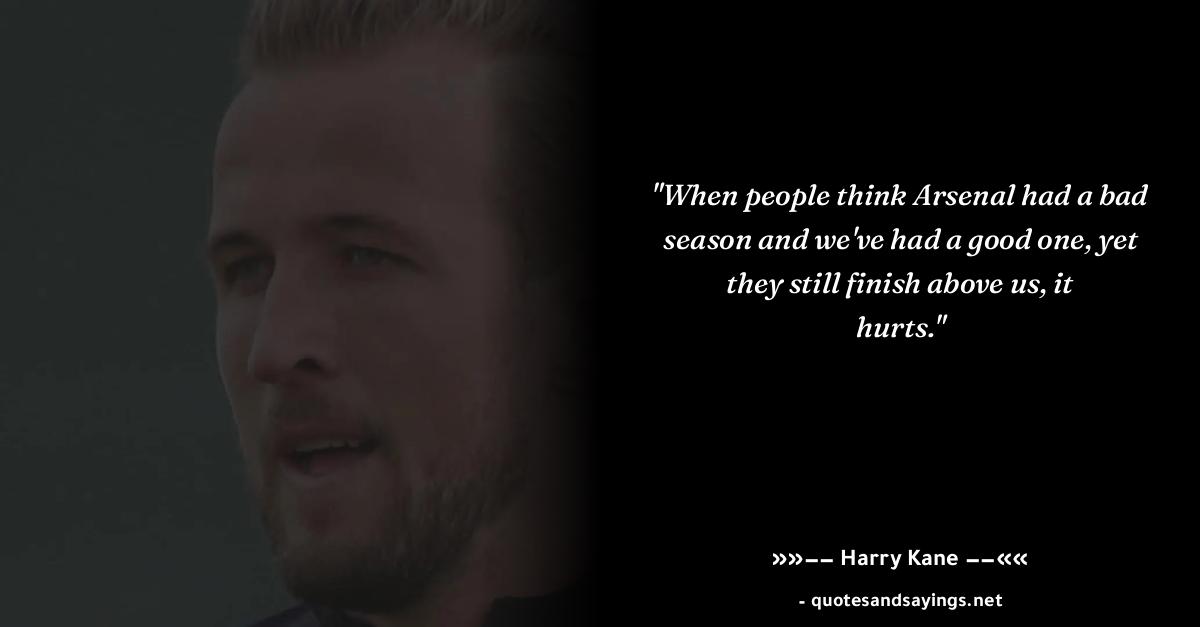 "When people think Arsenal had a bad
season and we've had a good one, yet
they still finish above us, it
hurts."
»»–– Harry Kane ––««
- quotesandsayings.net